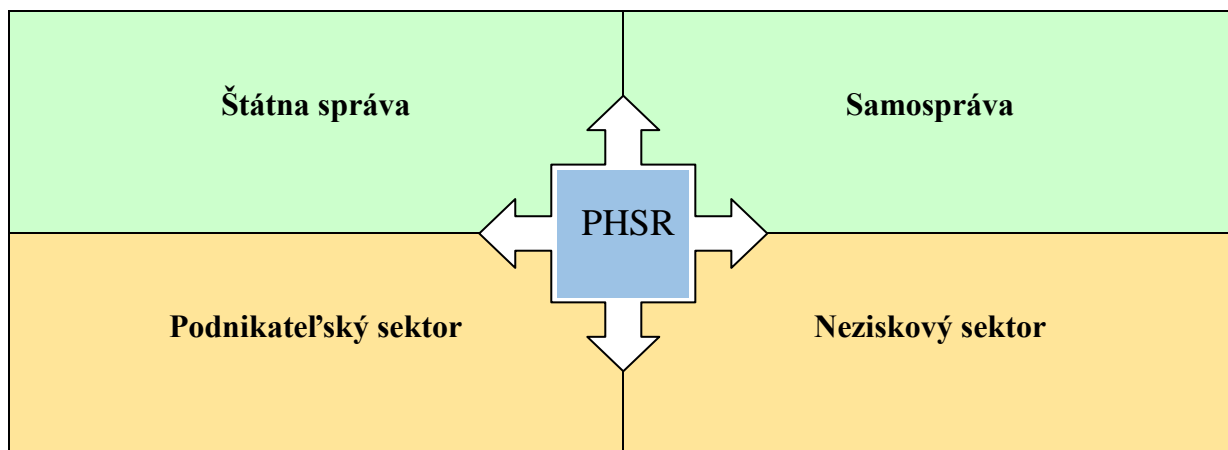 Štátna správa
Samospráva
PHSR
Podnikateľský sektor
Neziskový sektor